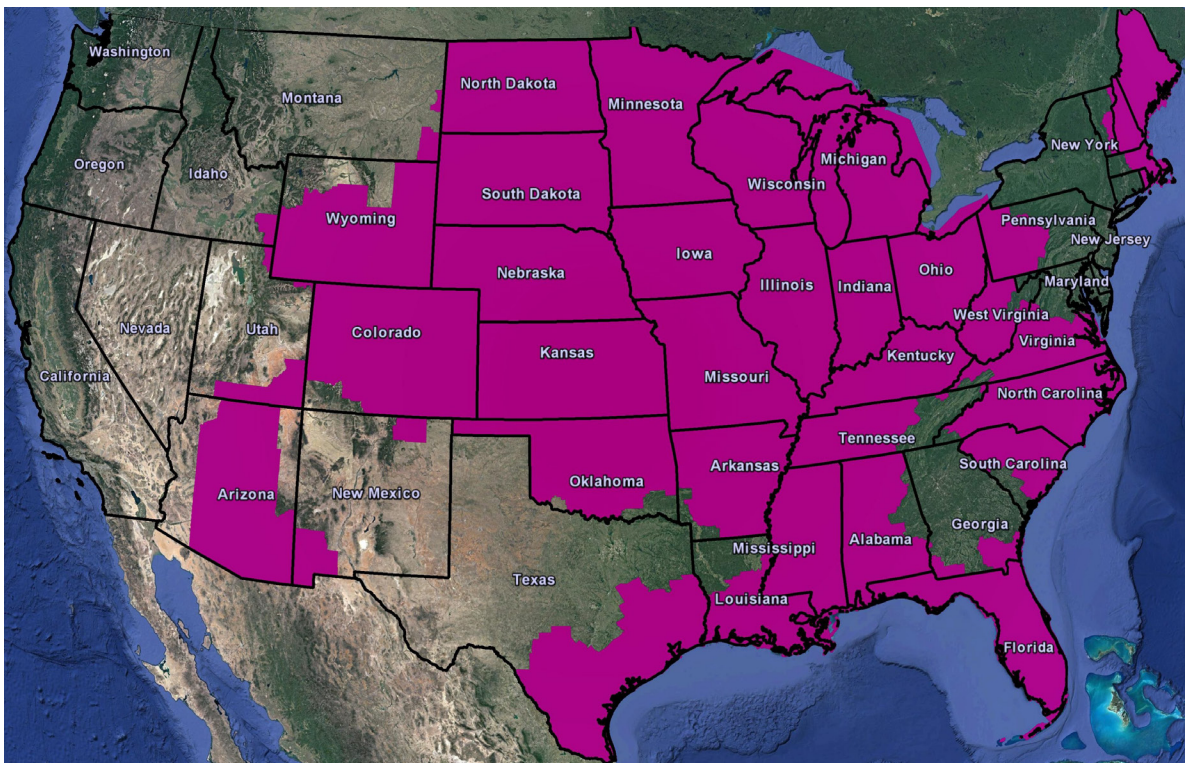 Washington
Montana
North Dakota
Minnesota
Michigan
New York
Oregon
Idaho
South Dakota
Wisconsin
Wyoming
Pennsylvania
New Jersey
Iowa
Nebraska
Ohio
Illinois
Indiana
Maryland
West Virginia
Nevada
Utah
Colorado
Kansas
Kentucky
Virginia
California
Missouri
North Carolina
Tennessee
Arkansas
South Carolina
Arizona
New Mexico
Oklahoma
Georgia
Mississippi
Alabama
Texas
Louisiana
Florida